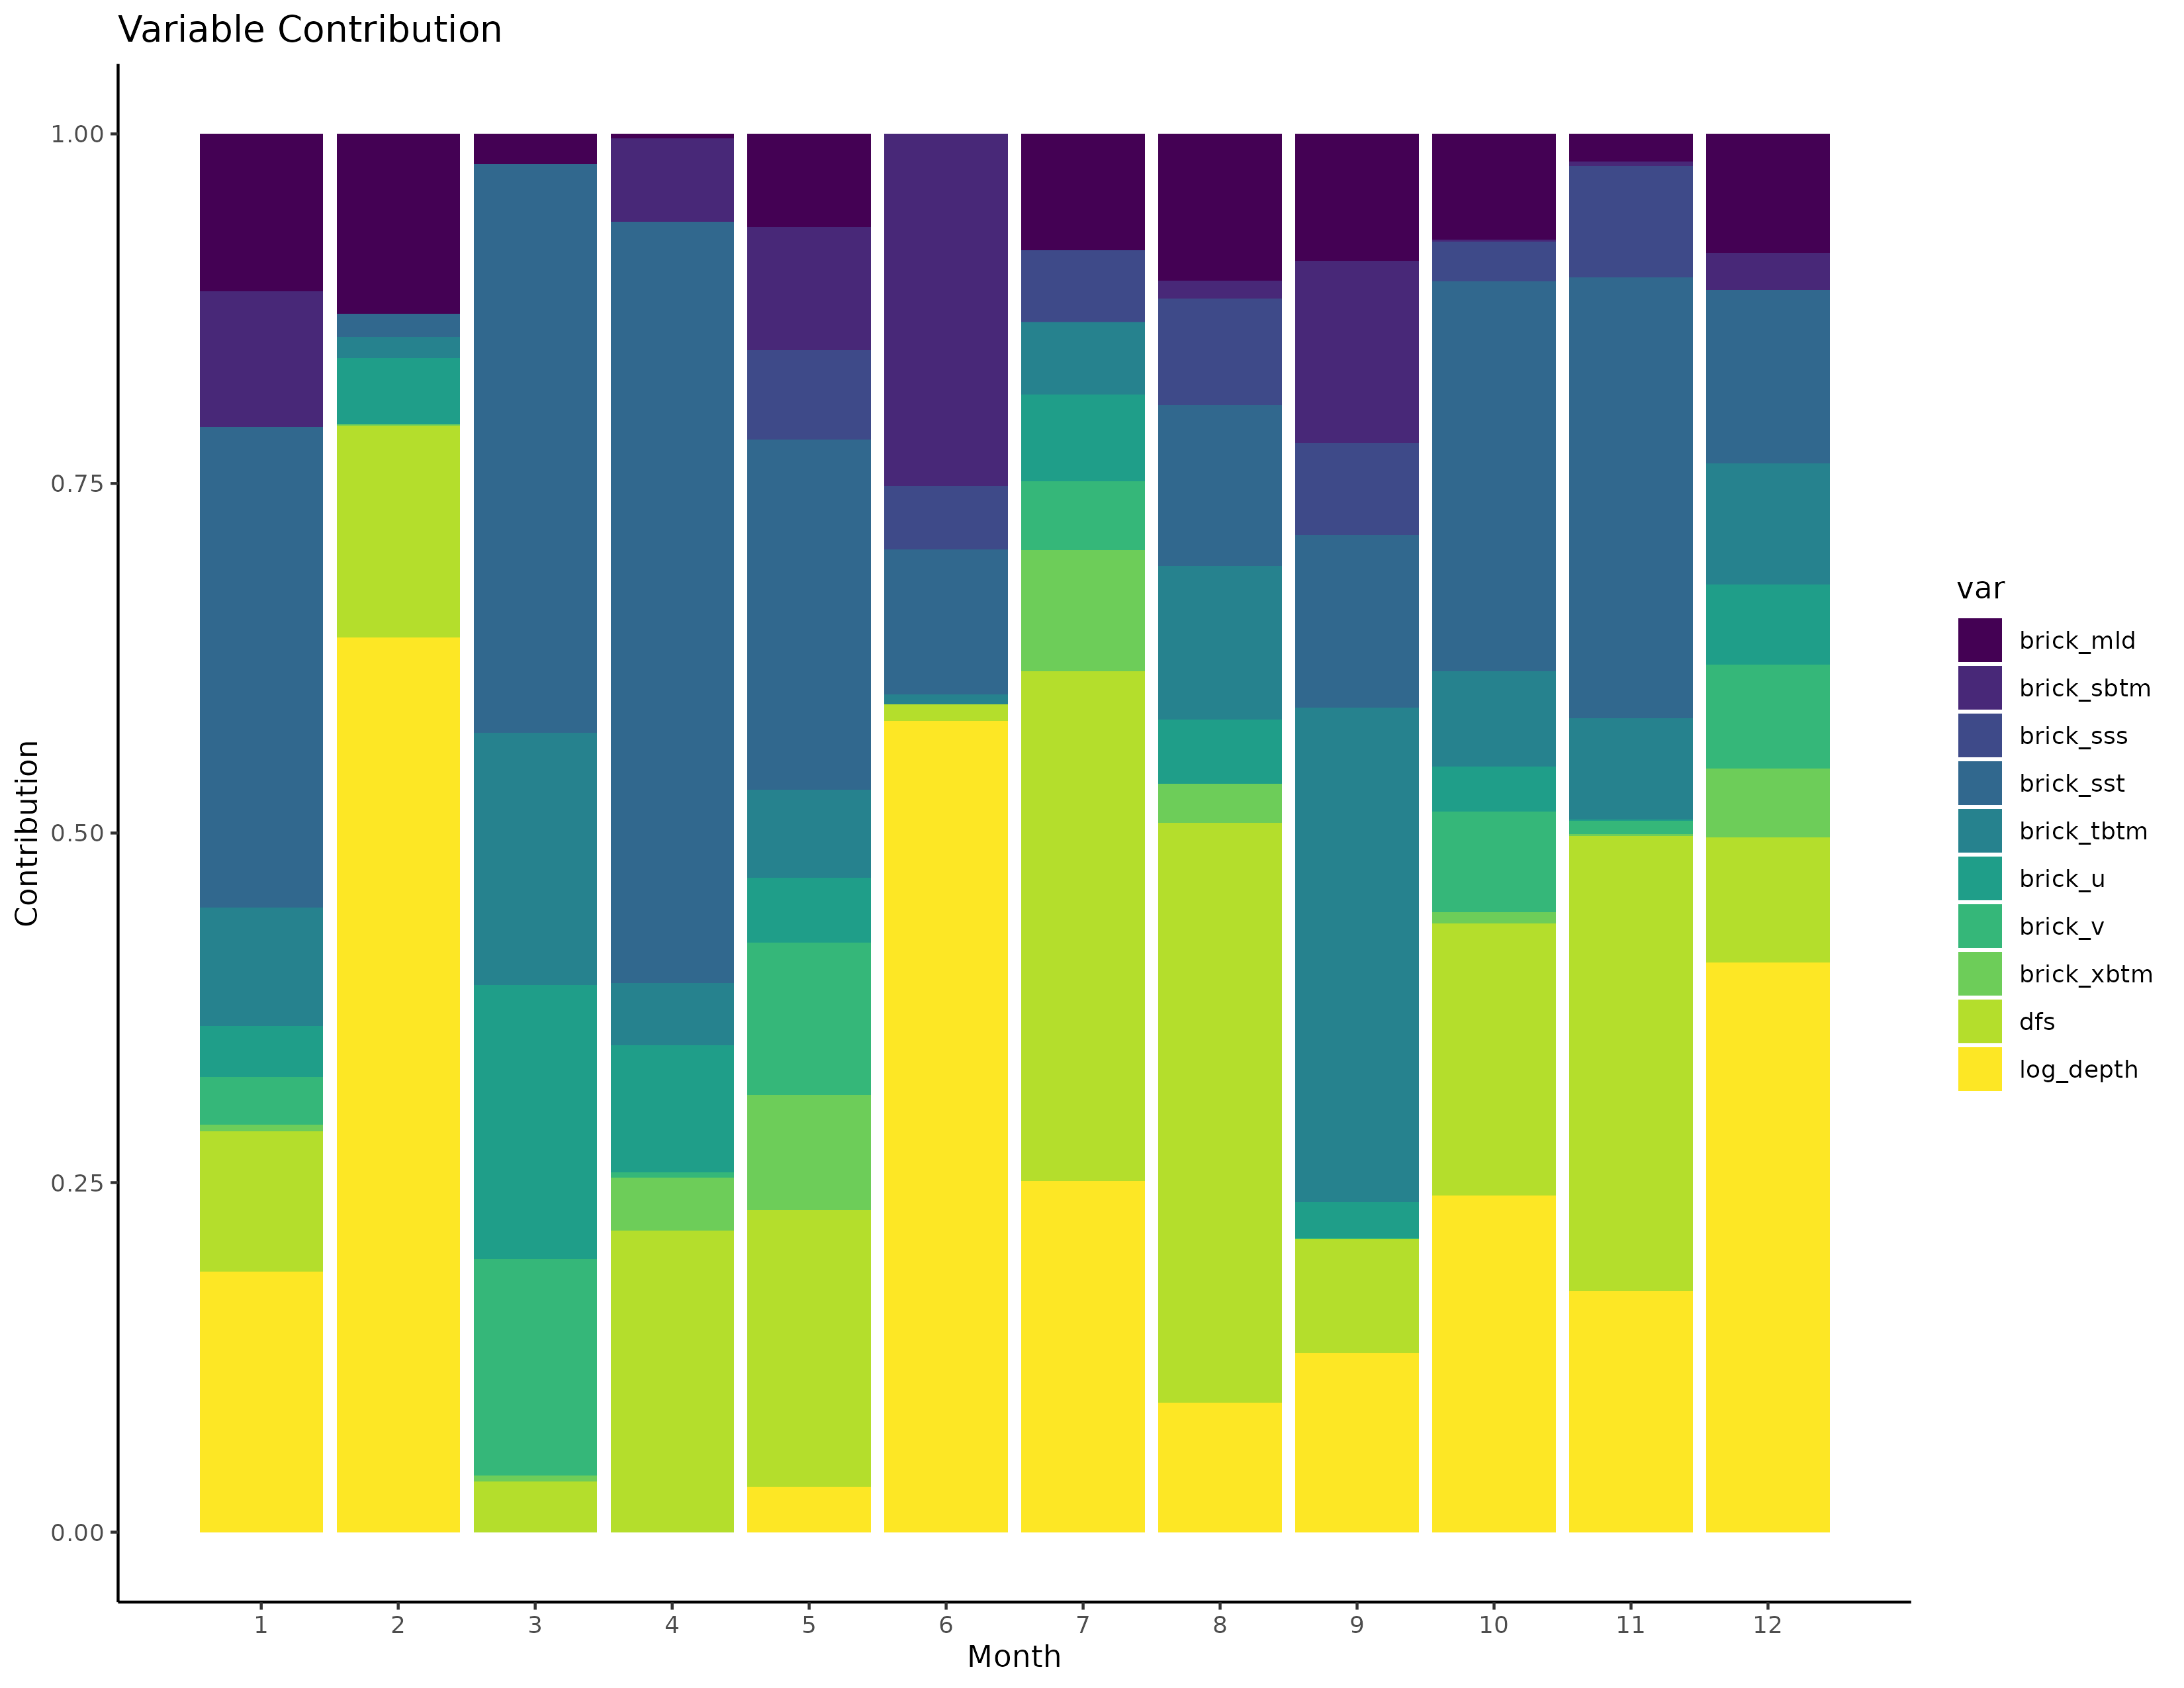 Variable Contribution
1.00
0.75
0.50
0.25
0.00
Contribution
1 2 3 4 5 6 7 8 9 10 11 12
Month
var
brick_mld
brick_sbtm
brick_sss
brick_sst
brick_tbtm
brick_u
brick_v
brick_xbtm
dfs
log_depth